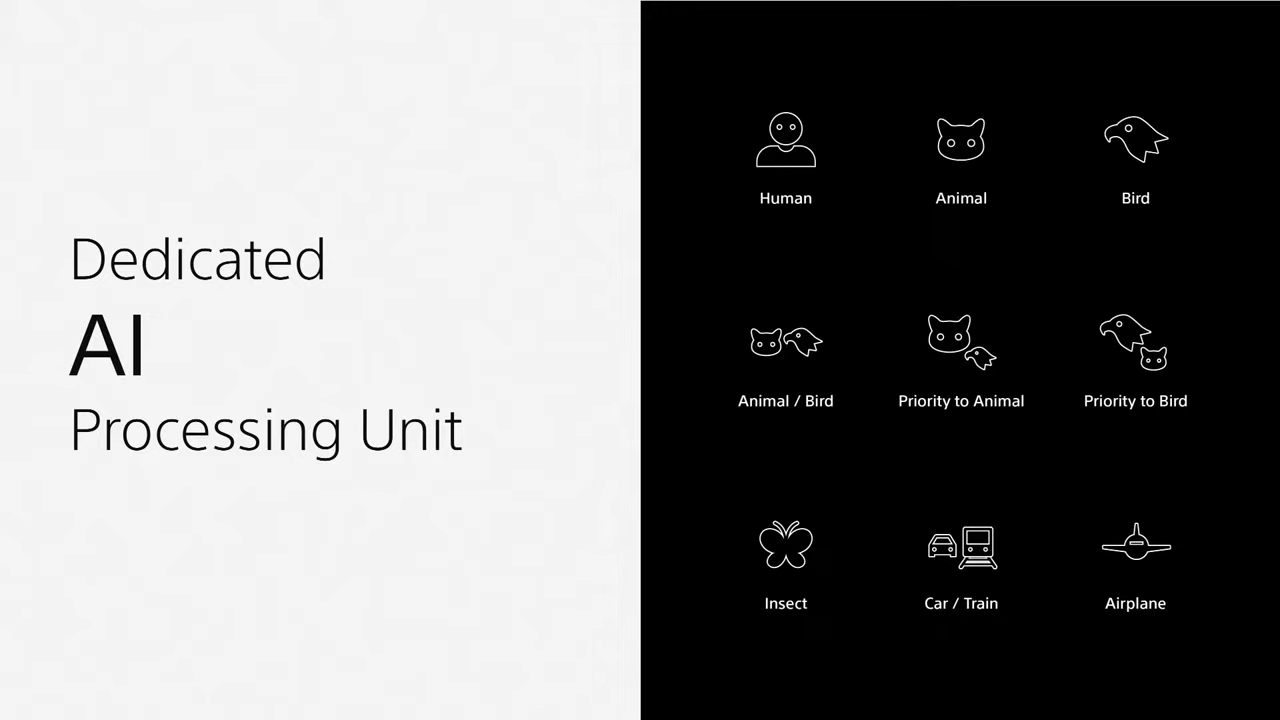 Dedicated
AI
Processing Unit
Human
Animal
Bird
Animal / Bird
Priority to Animal
Priority to Bird
Insect
Car / Train
Airplane